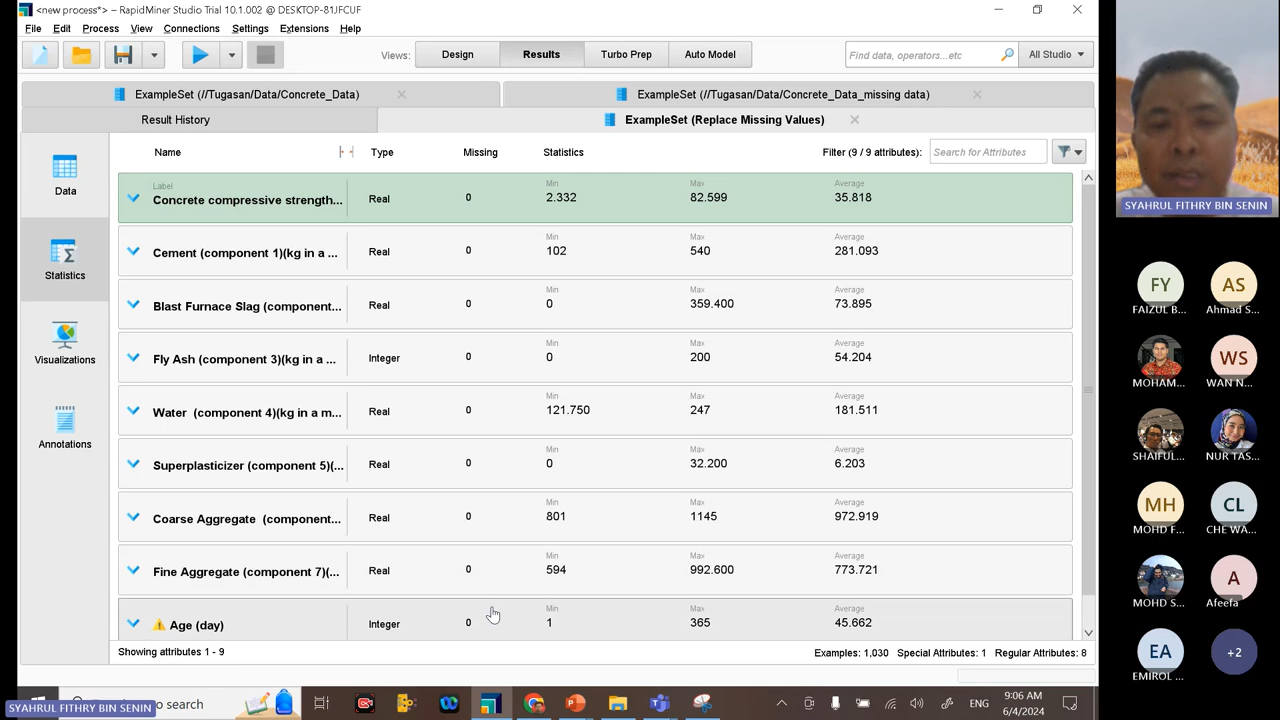 <new process*> – RapidMiner Studio Trial 10.1.002 @ DESKTOP-81JFCUF
File Edit Process View Connections Settings Extensions Help
Views: Design Results Turbo Prep Auto Model Find data, operators...etc All Studio
ExampleSet (//Tugasan/Data/Concrete_Data) ExampleSet (//Tugasan/Data/Concrete_Data_missing data)
Result History ExampleSet (Replace Missing Values)
Name Type Missing Statistics Filter (9 / 9 attributes): Search for Attributes
Data
Statistics
Visualizations
Annotations
Label Min Max Average
Concrete compressive strength... Real 0 2.332 82.599 35.818
Min Max Average
Cement (component 1)(kg in a ... Real 0 102 540 281.093
Min Max Average
Blast Furnace Slag (component... Real 0 0 359.400 73.895
Min Max Average
Fly Ash (component 3)(kg in a ... Integer 0 0 200 54.204
Min Max Average
Water (component 4)(kg in a m... Real 0 121.750 247 181.511
Min Max Average
Superplasticizer (component 5)(... Real 0 0 32.200 6.203
Min Max Average
Coarse Aggregate (component... Real 0 801 1145 972.919
Min Max Average
Fine Aggregate (component 7)(... Real 0 594 992.600 773.721
Min Max Average
Age (day) Integer 0 1 365 45.662
Showing attributes 1 - 9 Examples: 1,030 Special Attributes: 1 Regular Attributes: 8
SYAHRUL FITHRY BIN SENIN
FY AS
FAIZUL B... Ahmad S...
WS
MOHAM... WAN N...
SHAIFUL... NUR TAS...
MH CL
MOHD F... CHE WA...
A
MOHD S... Afeefa
EA +2
EMIROL ...
to search ENG 9:06 AM
6/4/2024
SYAHRUL FITHRY BIN SENIN